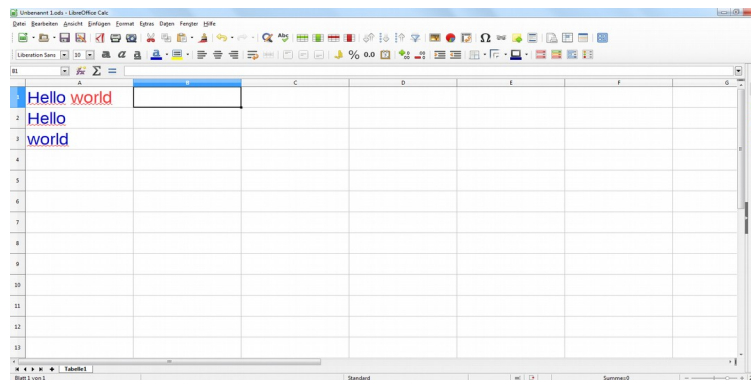 Unbenannt 1.ods - LibreOffice Calc
Datei Bearbeiten Ansicht Einfügen Format Extras Daten Fenster Hilfe
Liberation Sans 10
B1
A B C D E F G
1 Hello world
2 Hello
3 world
4
5
6
7
8
9
10
11
12
13
Tabelle1
Blatt 1 von 1 Standard Summe=0